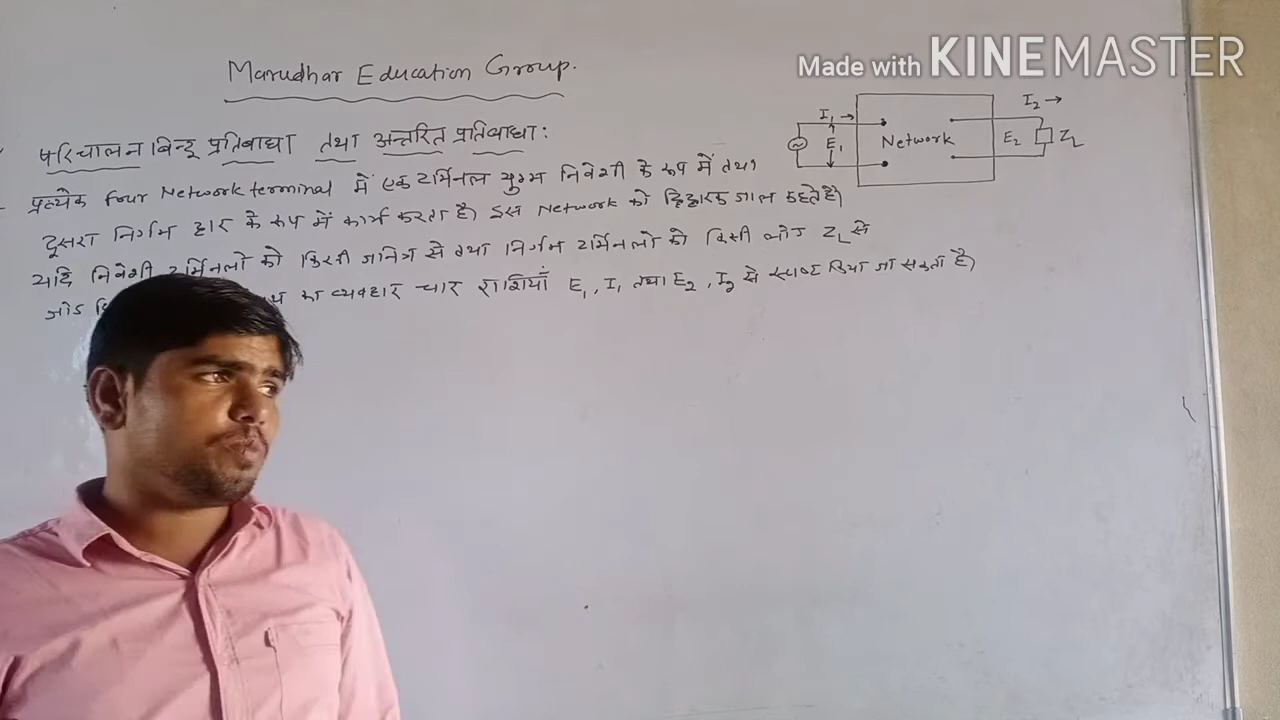 Made with KINEMASTER
Marudhar Education Group.
परिचालन बिन्दू प्रतिबाधा तथा अन्तरित प्रतिबाधा :
प्रत्येक four Network terminal में एक टर्मिनल युग्म निवेशी के रूप में तथा
दूसरा निर्गम द्वार के रूप में कार्य करता है। इस Network को द्विद्वारक जाल कहते है।
यदि निवेशी टर्मिनलों को किसी जनित्र से तथा निर्गम टर्मिनलों को किसी लोड ZL से
जोड का व्यवहार चार राशियाँ E1, I1 तथा E2, I2 से स्पष्ट किया जा सकता है।
I1 →
E1
Network
I2 →
E2
ZL